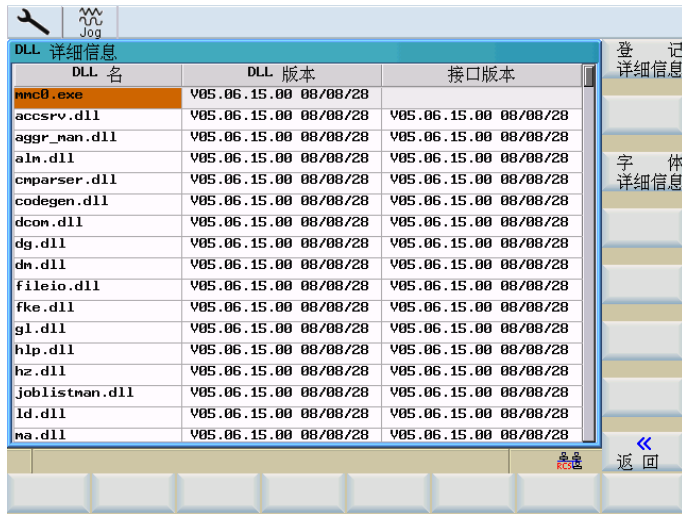 Jog
DLL 详细信息
DLL 名 DLL 版本 接口版本
mmc0.exe V05.06.15.00 08/08/28
accsrv.dll V05.06.15.00 08/08/28 V05.06.15.00 08/08/28
aggr_man.dll V05.06.15.00 08/08/28 V05.06.15.00 08/08/28
alm.dll V05.06.15.00 08/08/28 V05.06.15.00 08/08/28
cmparser.dll V05.06.15.00 08/08/28 V05.06.15.00 08/08/28
codegen.dll V05.06.15.00 08/08/28 V05.06.15.00 08/08/28
dcom.dll V05.06.15.00 08/08/28 V05.06.15.00 08/08/28
dg.dll V05.06.15.00 08/08/28 V05.06.15.00 08/08/28
dm.dll V05.06.15.00 08/08/28 V05.06.15.00 08/08/28
fileio.dll V05.06.15.00 08/08/28 V05.06.15.00 08/08/28
fke.dll V05.06.15.00 08/08/28 V05.06.15.00 08/08/28
gl.dll V05.06.15.00 08/08/28 V05.06.15.00 08/08/28
hlp.dll V05.06.15.00 08/08/28 V05.06.15.00 08/08/28
hz.dll V05.06.15.00 08/08/28 V05.06.15.00 08/08/28
joblistman.dll V05.06.15.00 08/08/28 V05.06.15.00 08/08/28
ld.dll V05.06.15.00 08/08/28 V05.06.15.00 08/08/28
ma.dll V05.06.15.00 08/08/28 V05.06.15.00 08/08/28
登 记
详细信息
字 体
详细信息
返 回
RCS